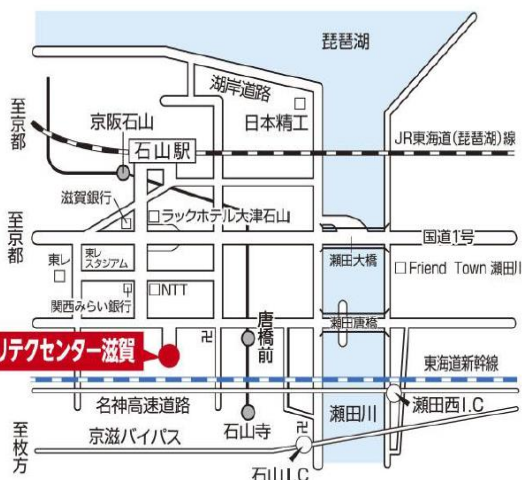 琵琶湖
湖岸道路
至京都
京阪石山
日本精工
石山駅
JR東海道(琵琶湖)線
滋賀銀行
ラックホテル大津石山
至京都
国道1号
東レ
東レ
スタジアム
瀬田大橋
Friend Town 瀬田川
関西みらい銀行
NTT
唐橋前
瀬田唐橋
リテクセンター滋賀
卍
東海道新幹線
名神高速道路
瀬田川
瀬田西I.C
至枚方
京滋バイパス
石山寺
卍
石山I.C